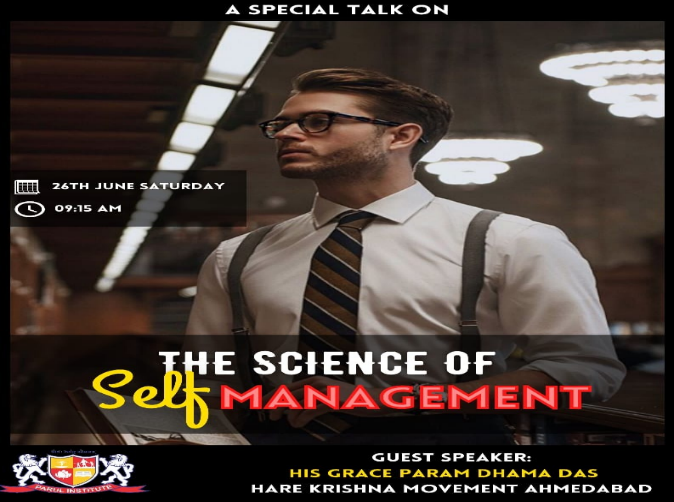 A SPECIAL TALK ON
26TH JUNE SATURDAY
09:15 AM
THE SCIENCE OF
Self MANAGEMENT
GUEST SPEAKER:
HIS GRACE PARAM DHAMA DAS
HARE KRISHNA MOVEMENT AHMEDABAD
PARUL INSTITUTE